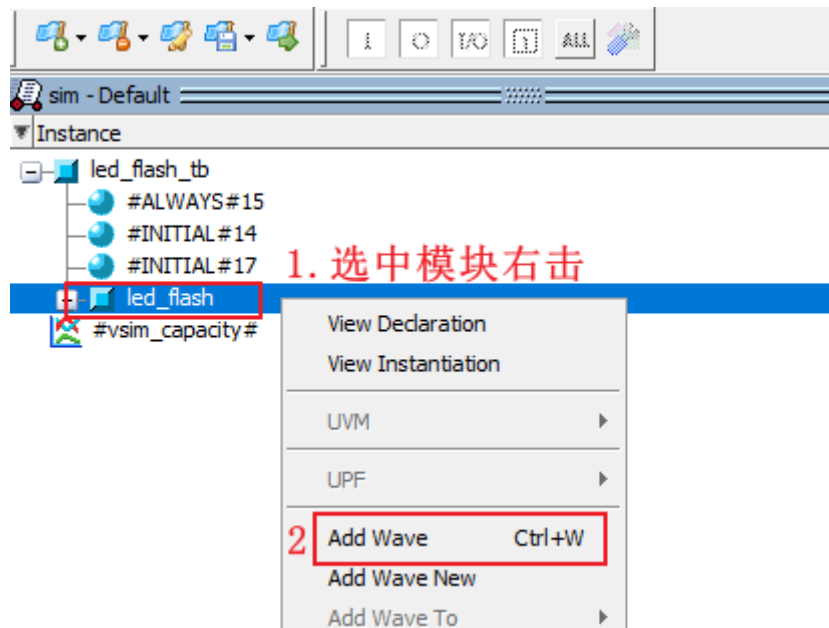 I O I/O ALL
sim - Default
Instance
led_flash_tb
#ALWAYS#15
#INITIAL#14
#INITIAL#17
1. 选中模块右击
led_flash
#vsim_capacity#
View Declaration
View Instantiation
UVM
UPF
2 Add Wave Ctrl+W
Add Wave New
Add Wave To